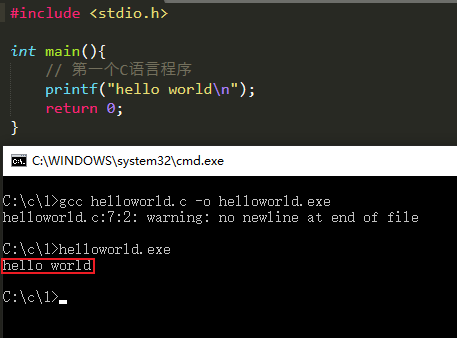 #include <stdio.h>
int main(){
// 第一个C语言程序
printf("hello world\n");
return 0;
}
C:\WINDOWS\system32\cmd.exe
C:\c\1>gcc helloworld.c -o helloworld.exe
helloworld.c:7:2: warning: no newline at end of file
C:\c\1>helloworld.exe
hello world
C:\c\1>